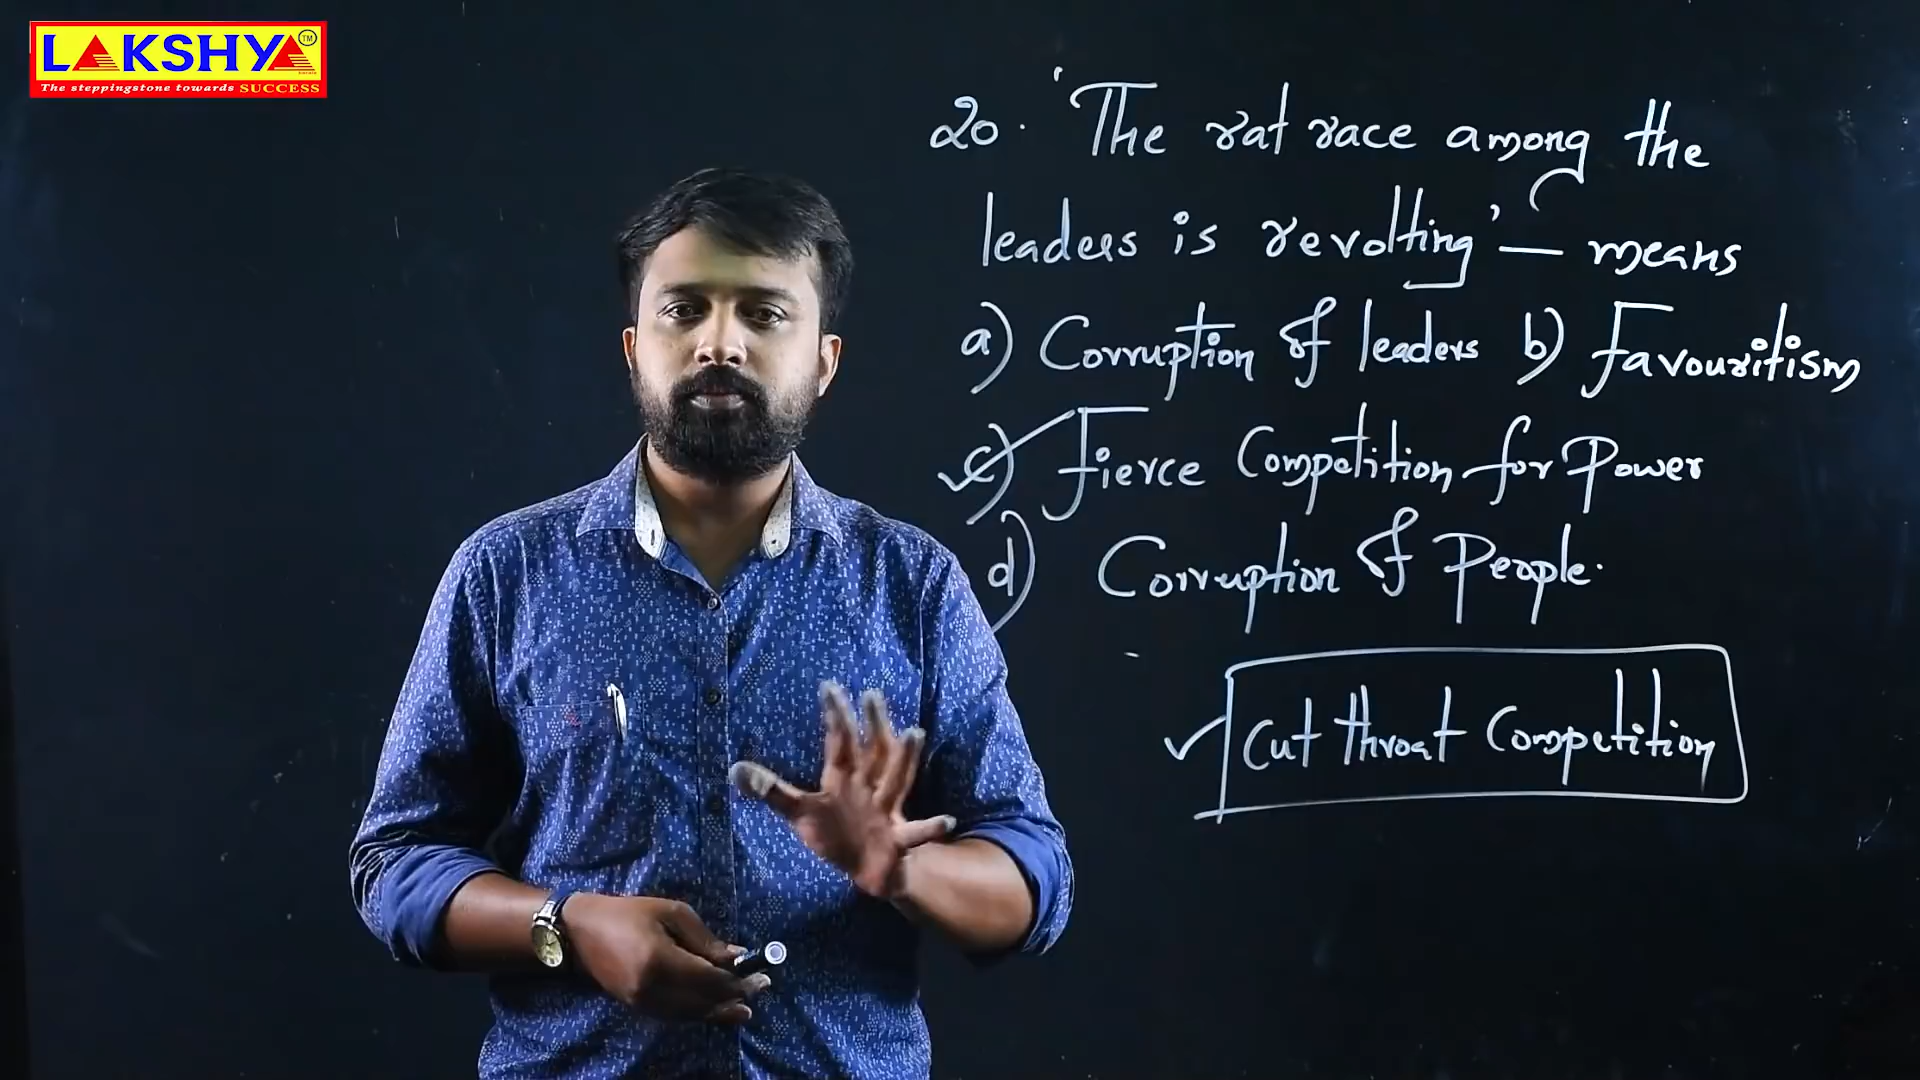 LAKSHYA TM
The steppingstone towards SUCCESS
20. 'The rat race among the
leaders is revolting' — means
a) Corruption of leaders b) Favouritism
c) Fierce Competition for Power
d) Corruption of People.
Cut throat Competition